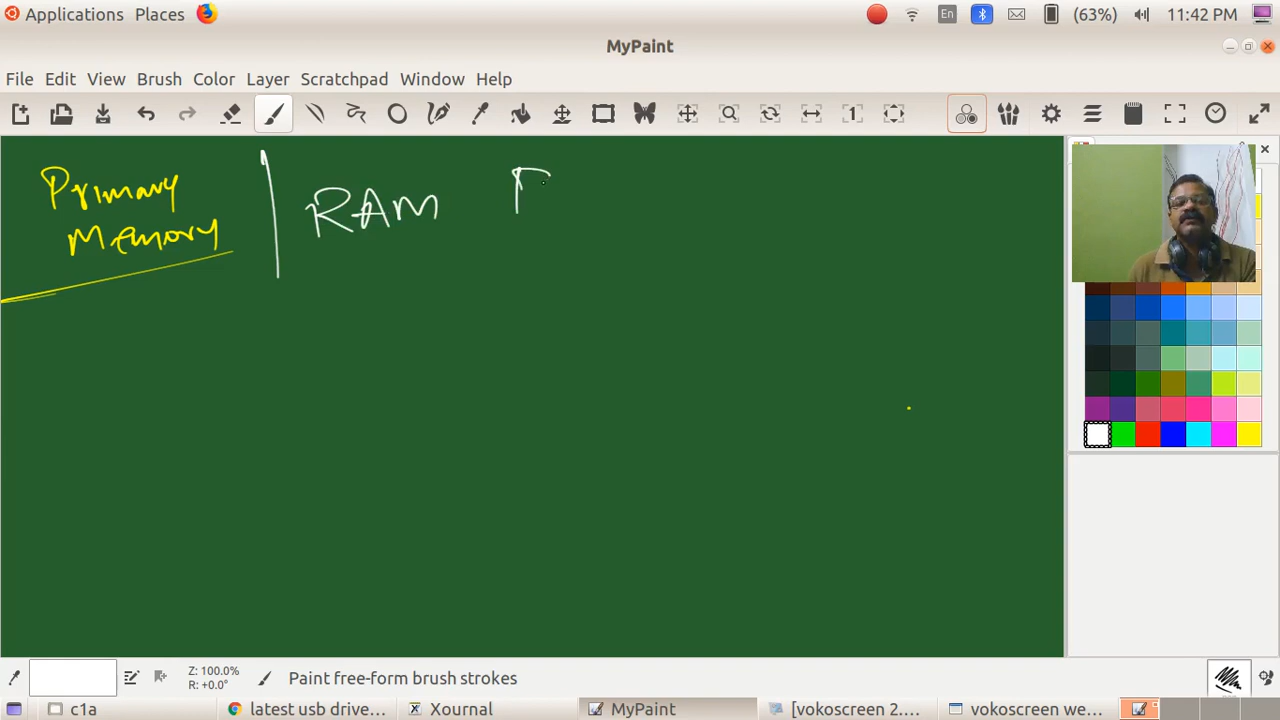 Applications Places En (63%) 11:42 PM
MyPaint
File Edit View Brush Color Layer Scratchpad Window Help
1
Primary
Memory
RAM
Z: 100.0%
R: +0.0°
Paint free-form brush strokes
c1a latest usb drive... Xournal MyPaint [vokoscreen 2.... vokoscreen we...